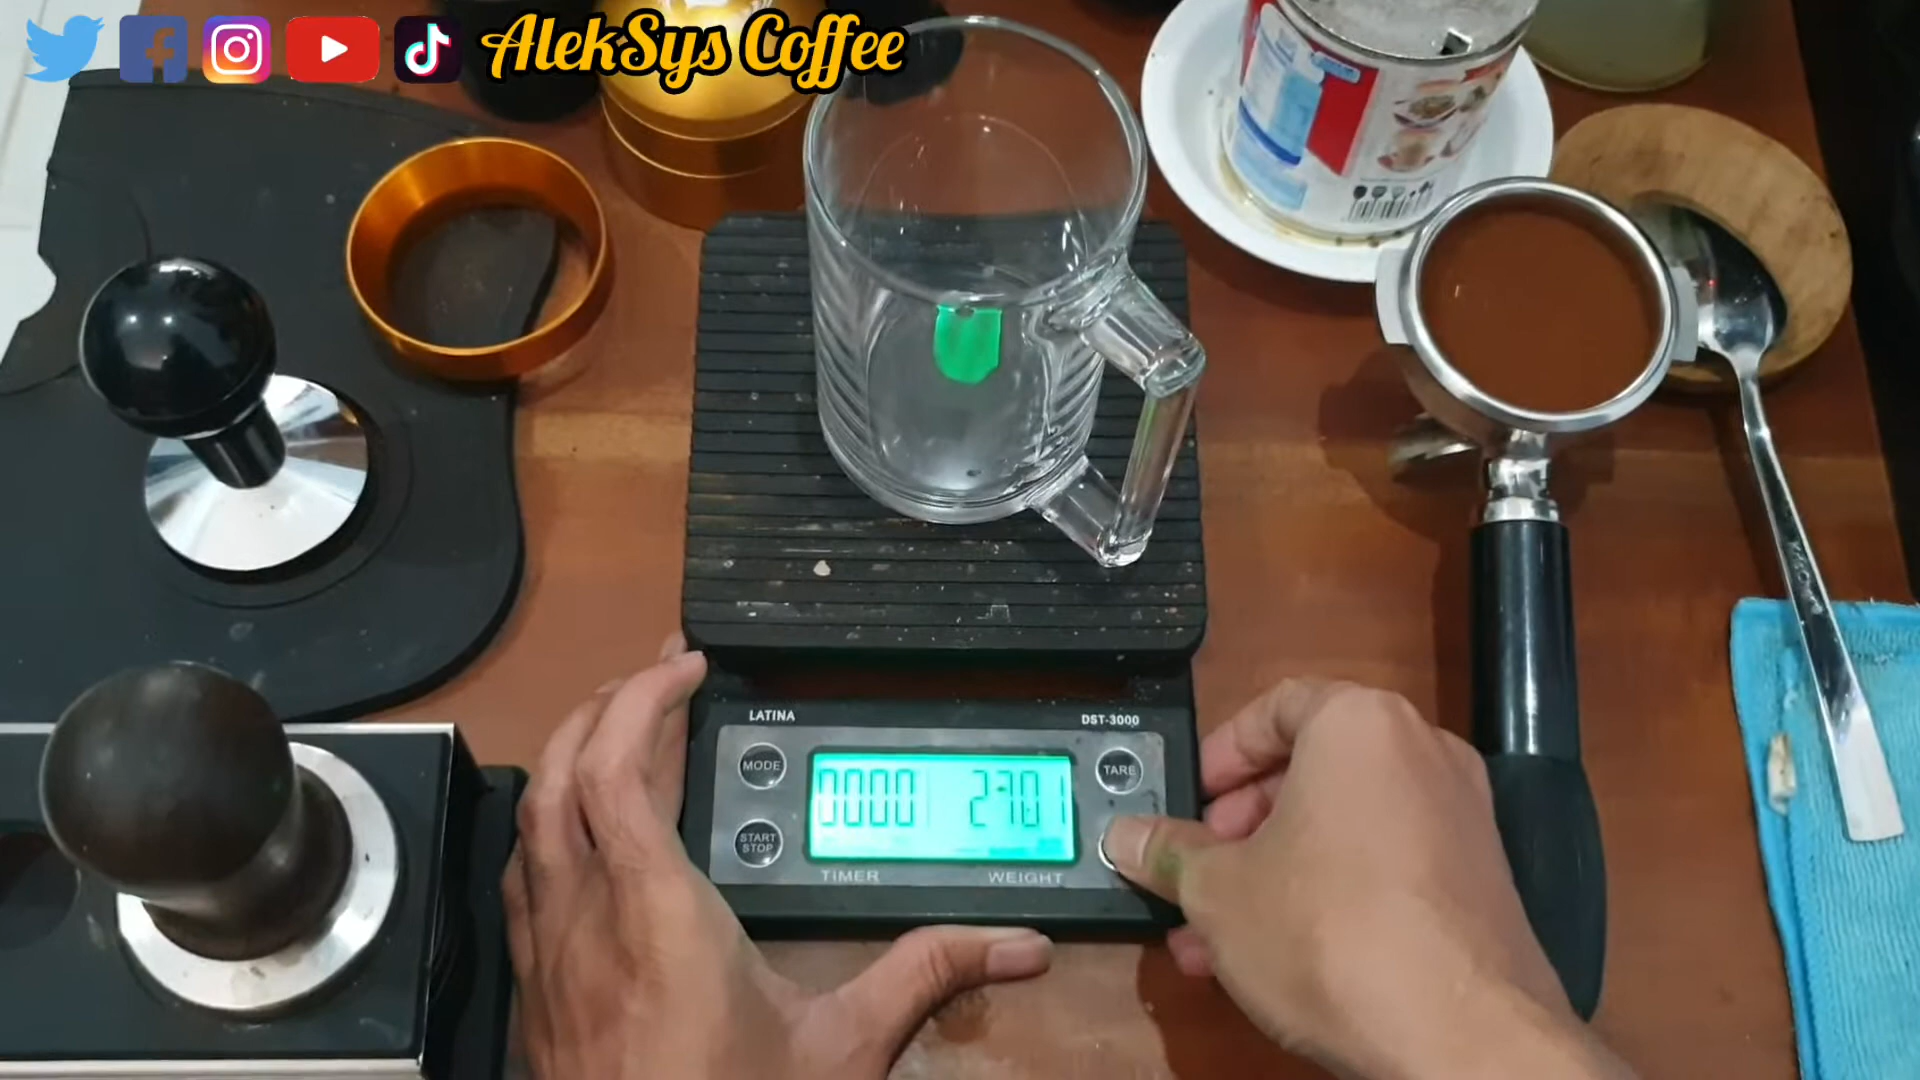 AlekSys Coffee
LATINA
DST-3000
MODE
TARE
0000
START
STOP
TIMER
WEIGHT